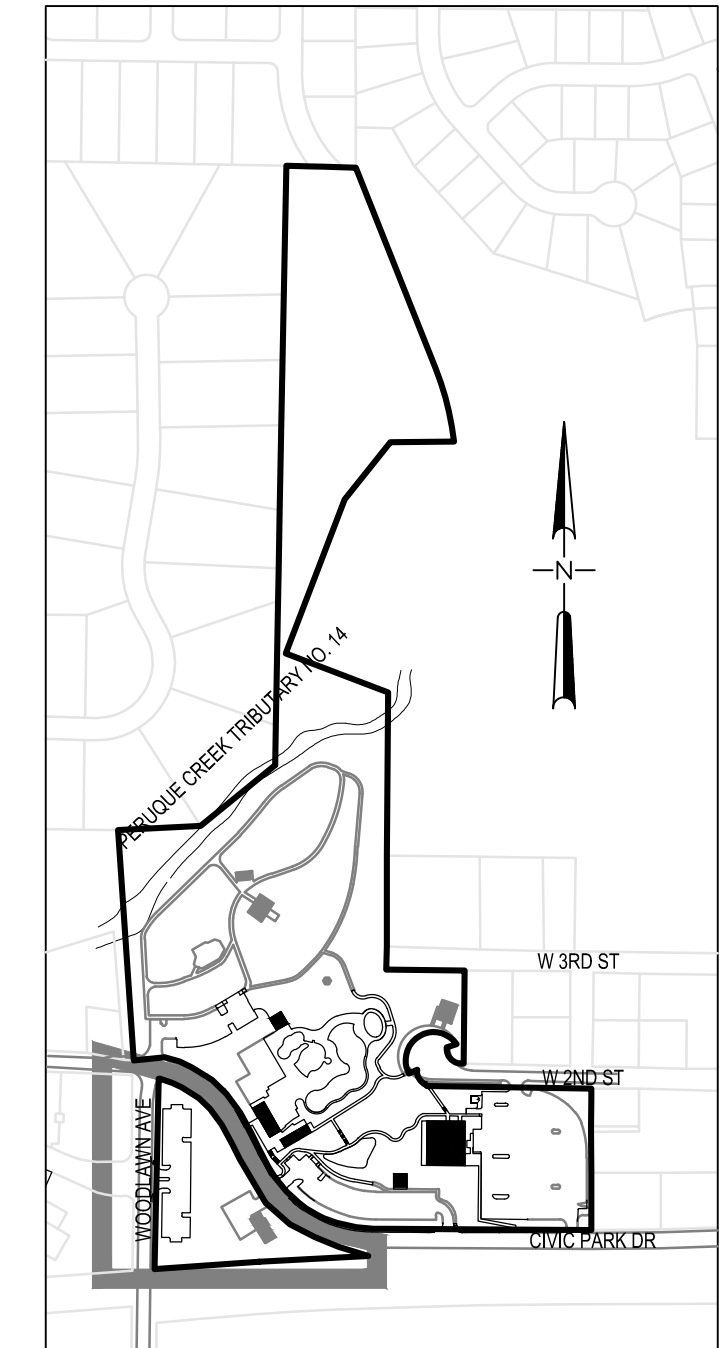 N
PERUQUE CREEK TRIBUTARY NO. 14
W 3RD ST
W 2ND ST
WOODLAWN AVE
CIVIC PARK DR